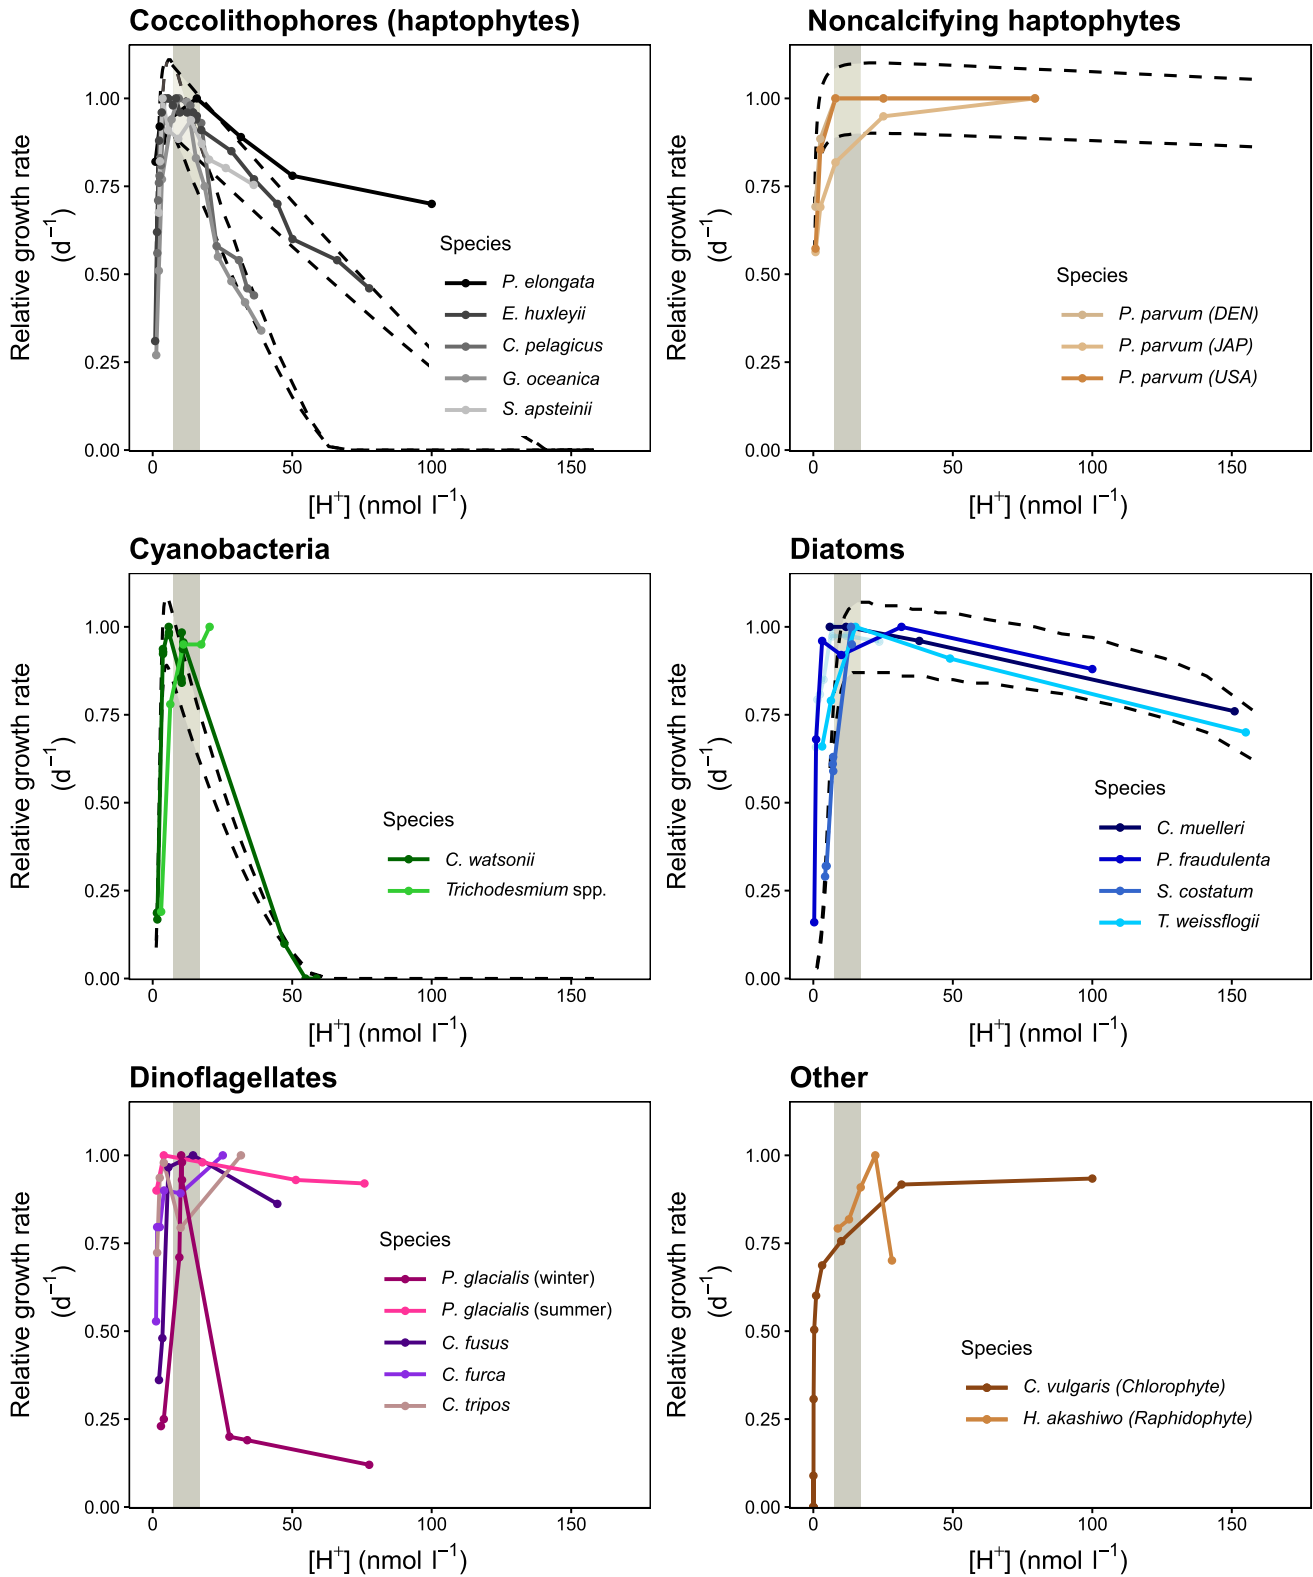 Coccolithophores (haptophytes)
Relative growth rate
(d⁻¹)
1.00
0.75
0.50
0.25
0.00
0
50
100
150
[H⁺] (nmol l⁻¹)
Species
P. elongata
E. huxleyii
C. pelagicus
G. oceanica
S. apsteinii
Noncalcifying haptophytes
Relative growth rate
(d⁻¹)
1.00
0.75
0.50
0.25
0.00
0
50
100
150
[H⁺] (nmol l⁻¹)
Species
P. parvum (DEN)
P. parvum (JAP)
P. parvum (USA)
Cyanobacteria
Relative growth rate
(d⁻¹)
1.00
0.75
0.50
0.25
0.00
0
50
100
150
[H⁺] (nmol l⁻¹)
Species
C. watsonii
Trichodesmium spp.
Diatoms
Relative growth rate
(d⁻¹)
1.00
0.75
0.50
0.25
0.00
0
50
100
150
[H⁺] (nmol l⁻¹)
Species
C. muelleri
P. fraudulenta
S. costatum
T. weissflogii
Dinoflagellates
Relative growth rate
(d⁻¹)
1.00
0.75
0.50
0.25
0.00
0
50
100
150
[H⁺] (nmol l⁻¹)
Species
P. glacialis (winter)
P. glacialis (summer)
C. fusus
C. furca
C. tripos
Other
Relative growth rate
(d⁻¹)
1.00
0.75
0.50
0.25
0.00
0
50
100
150
[H⁺] (nmol l⁻¹)
Species
C. vulgaris (Chlorophyte)
H. akashiwo (Raphidophyte)